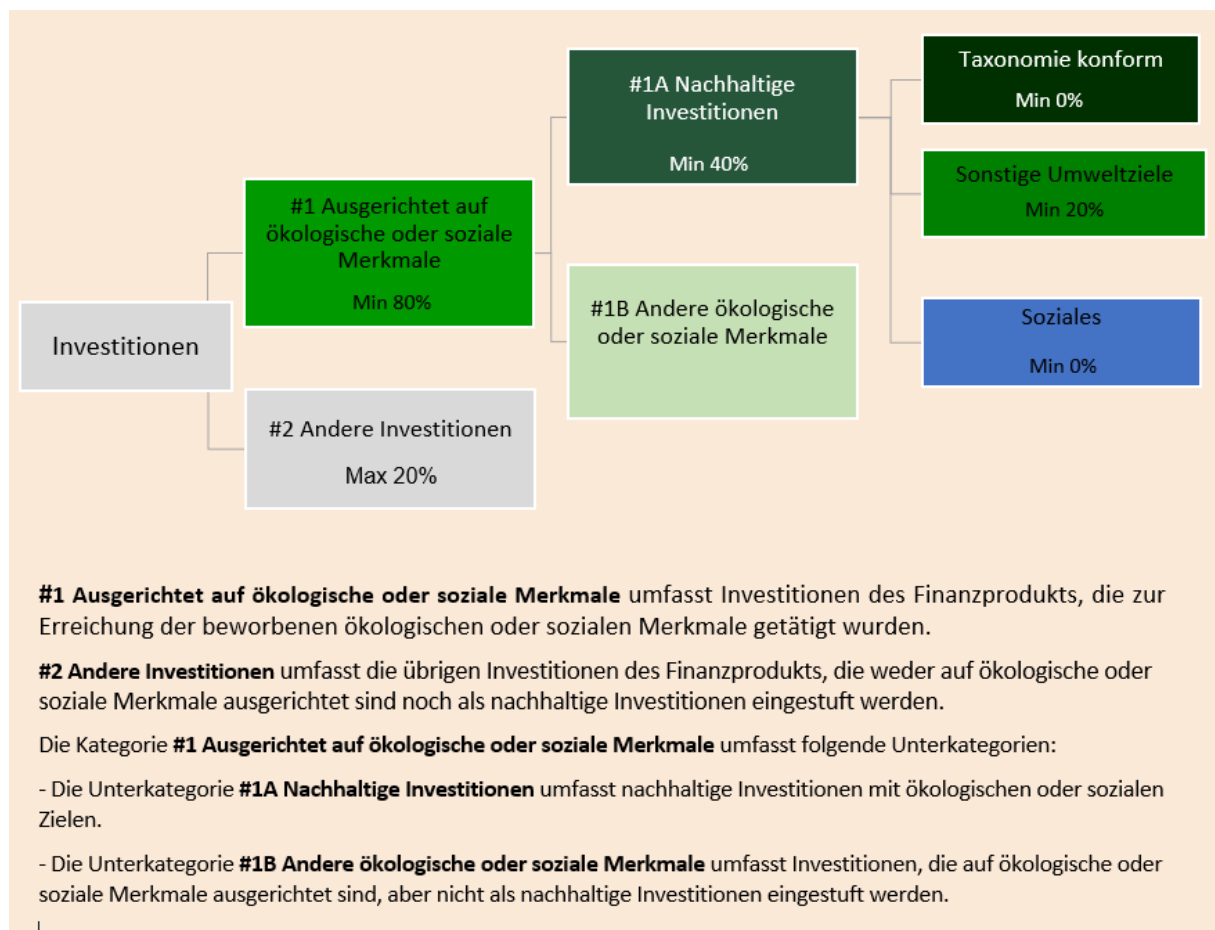 Investitionen
#1 Ausgerichtet auf
ökologische oder soziale
Merkmale
Min 80%
#2 Andere Investitionen
Max 20%
#1A Nachhaltige
Investitionen
Min 40%
#1B Andere ökologische
oder soziale Merkmale
Taxonomie konform
Min 0%
Sonstige Umweltziele
Min 20%
Soziales
Min 0%
#1 Ausgerichtet auf ökologische oder soziale Merkmale umfasst Investitionen des Finanzprodukts, die zur
Erreichung der beworbenen ökologischen oder sozialen Merkmale getätigt wurden.
#2 Andere Investitionen umfasst die übrigen Investitionen des Finanzprodukts, die weder auf ökologische oder
soziale Merkmale ausgerichtet sind noch als nachhaltige Investitionen eingestuft werden.
Die Kategorie #1 Ausgerichtet auf ökologische oder soziale Merkmale umfasst folgende Unterkategorien:
- Die Unterkategorie #1A Nachhaltige Investitionen umfasst nachhaltige Investitionen mit ökologischen oder sozialen
Zielen.
- Die Unterkategorie #1B Andere ökologische oder soziale Merkmale umfasst Investitionen, die auf ökologische oder
soziale Merkmale ausgerichtet sind, aber nicht als nachhaltige Investitionen eingestuft werden.